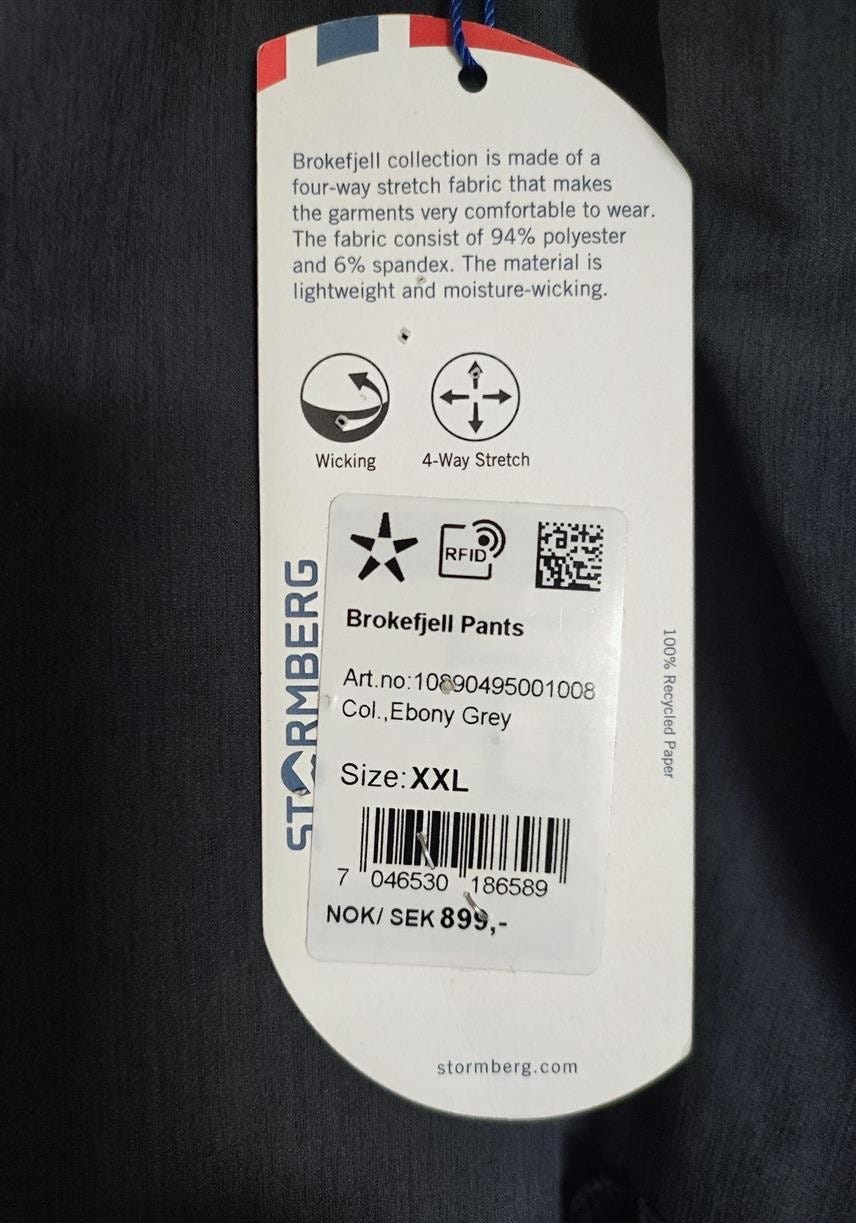 Brokefjell collection is made of a
four-way stretch fabric that makes
the garments very comfortable to wear.
The fabric consist of 94% polyester
and 6% spandex. The material is
lightweight and moisture-wicking.
Wicking
4-Way Stretch
STORMBERG
RFID
Brokefjell Pants
Art.no:10890495001008
Col.,Ebony Grey
Size:XXL
7 046530 186589
NOK/ SEK 899,-
100% Recycled Paper
stormberg.com